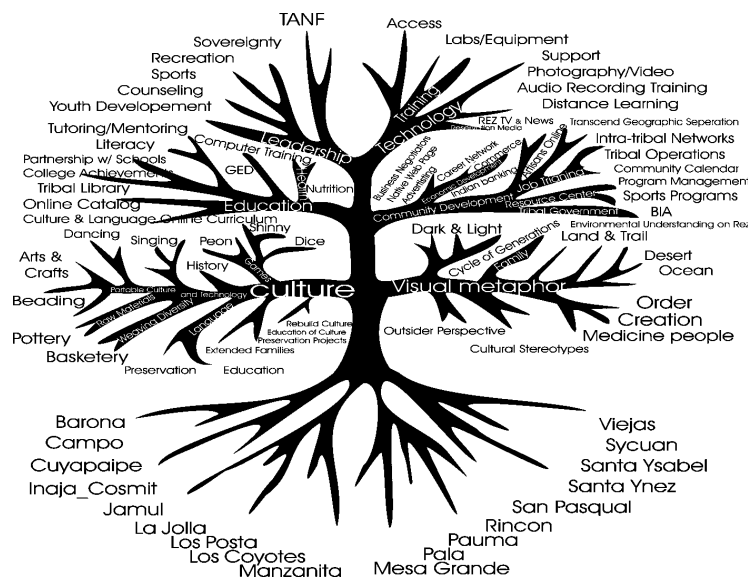 TANF
Access
Sovereignty
Labs/Equipment
Recreation
Support
Sports
Photography/Video
Counseling
Audio Recording Training
Youth Developement
Distance Learning
Leadership
Training
Technology
REZ TV & News
Transcend Geographic Seperation
Tutoring/Mentoring
Computer Training
Intra-tribal Networks
Literacy
Tribal Operations
Partnership w/ Schools
GED
Community Calendar
College Achievements
Program Management
Tribal Library
Nutrition
Sports Programs
Online Catalog
Education
BIA
Culture & Language Online Curriculum
Environmental Understanding on Rez
Business Negotiators
Native Web Page
Advertising
Career Network
Indian banking
Artisans Online
Job Training
Community Development
Resource Center
Tribal Government
Dancing
Singing
Peon
Shinny
Dice
Dark & Light
Cycle of Generations
Family
Land & Trail
Arts &
Crafts
History
Games
Desert
Ocean
Beading
Portable Culture
and Technology
culture
Visual metaphor
Raw Materials
Weaving Diversity
Language
Order
Creation
Medicine people
Pottery
Basketery
Rebuild Culture
Education of Culture
Preservation Projects
Outsider Perspective
Extended Families
Cultural Stereotypes
Preservation
Education
Barona
Viejas
Campo
Sycuan
Cuyapaipe
Santa Ysabel
Inaja_Cosmit
Santa Ynez
Jamul
San Pasqual
La Jolla
Rincon
Los Posta
Pauma
Los Coyotes
Pala
Manzanita
Mesa Grande